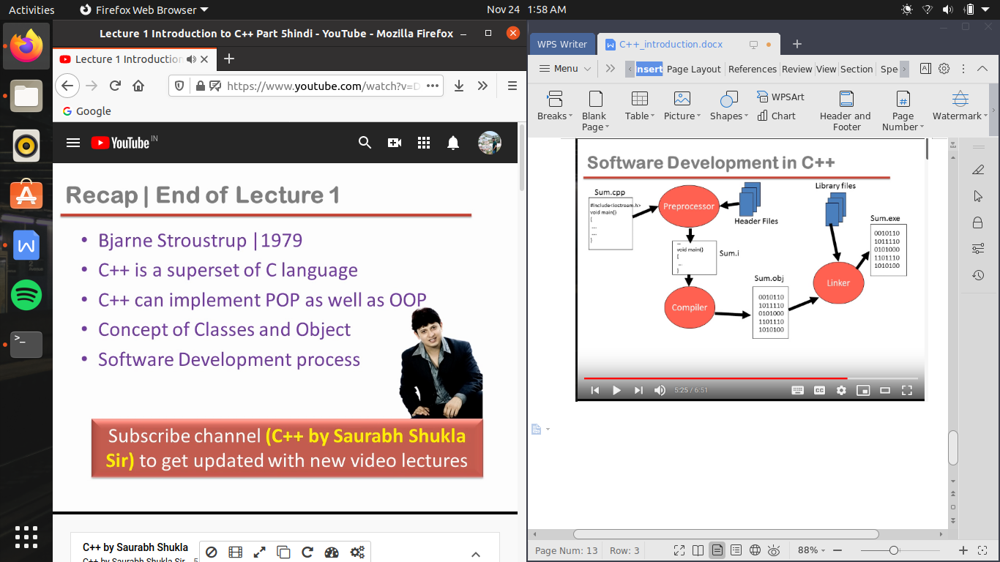 Activities
Firefox Web Browser
Nov 24 1:58 AM
Lecture 1 Introduction to C++ Part 5hindi - YouTube - Mozilla Firefox
Lecture 1 Introduction
https://www.youtube.com/watch?v=D
Google
YouTube IN
Recap | End of Lecture 1
• Bjarne Stroustrup |1979
• C++ is a superset of C language
• C++ can implement POP as well as OOP
• Concept of Classes and Object
• Software Development process
Subscribe channel (C++ by Saurabh Shukla
Sir) to get updated with new video lectures
C++ by Saurabh Shukla
C++ by Saurabh Shukla Sir - 5
WPS Writer
C++_introduction.docx
Menu
Insert
Page Layout
References
Review
View
Section
Spe
Breaks
Blank
Page
Table
Picture
Shapes
WPSArt
Chart
Header and
Footer
Page
Number
Watermark
Software Development in C++
Sum.cpp
#include<iostream.h>
void main()
{
....
....
}
Preprocessor
Header Files
Library files
Sum.exe
0010110
1011110
0101000
1101110
1010100
...
void main()
{
...
}
Sum.i
Compiler
Sum.obj
0010110
1011110
0101000
1101110
1010100
Linker
5:25 / 6:51
Page Num: 13
Row: 3
88%